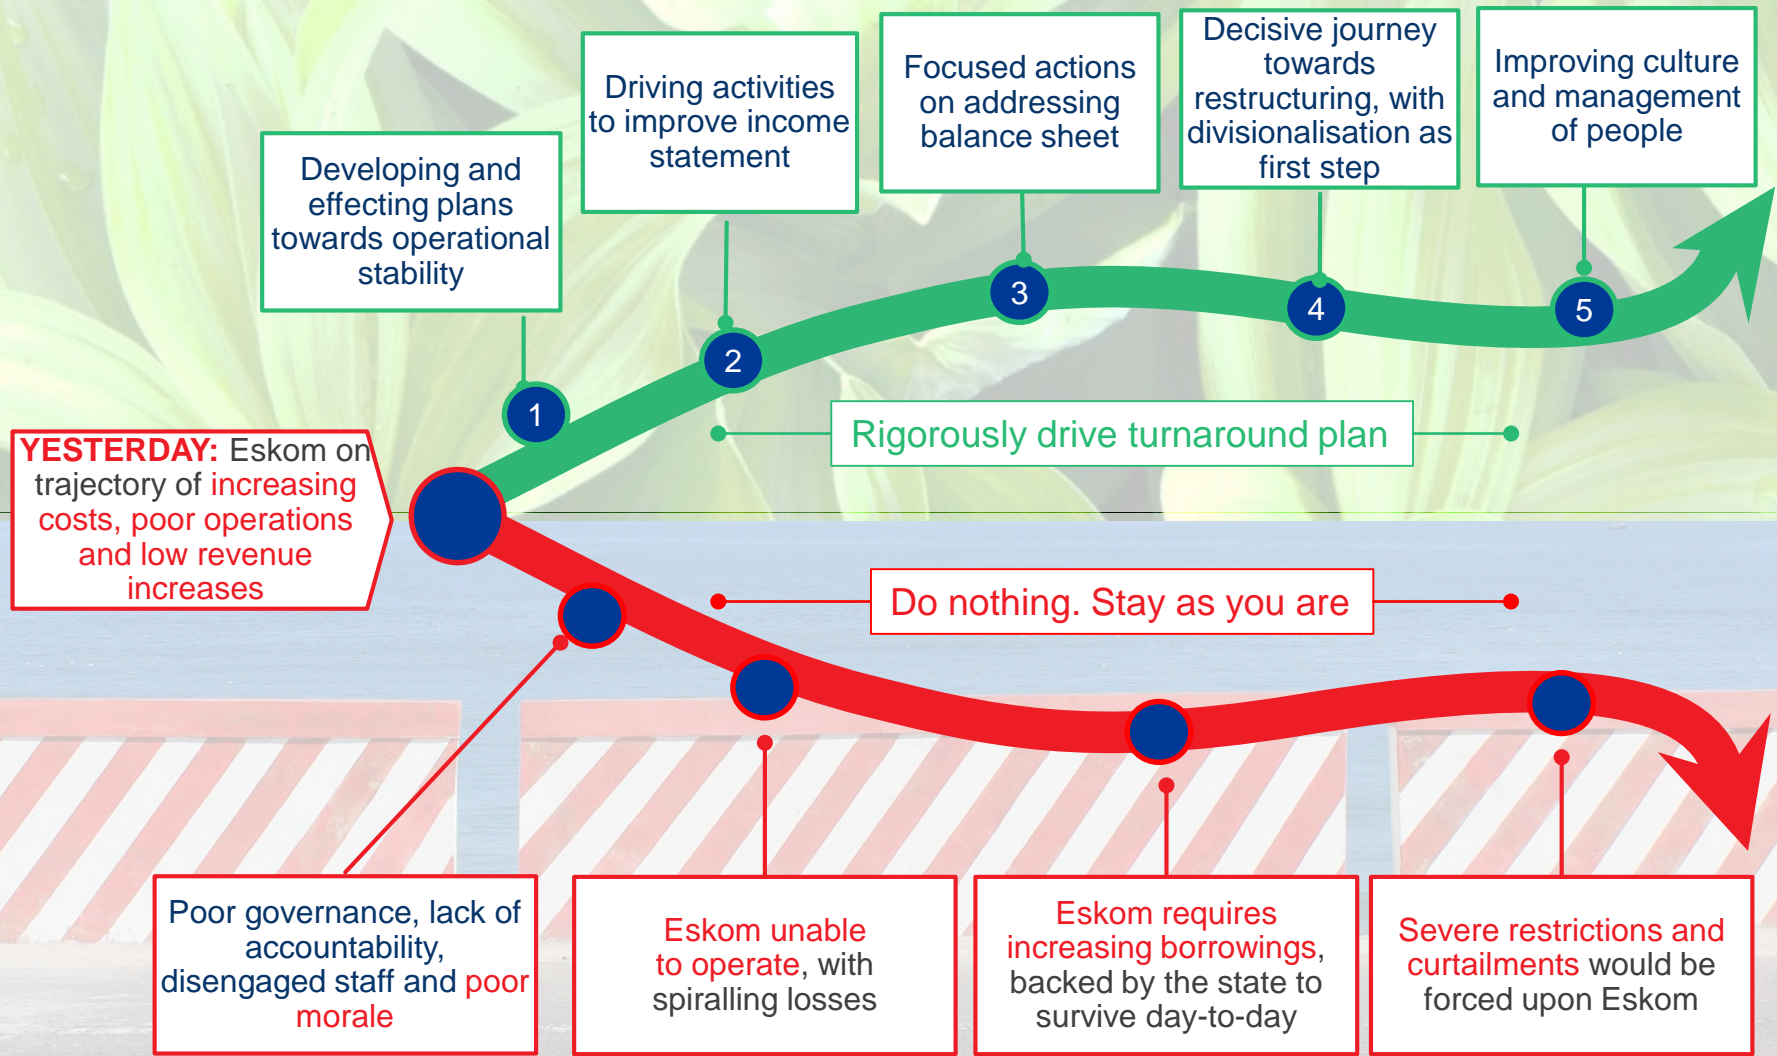 Developing and
effecting plans
towards operational
stability
Driving activities
to improve income
statement
Focused actions
on addressing
balance sheet
Decisive journey
towards
restructuring, with
divisionalisation as
first step
Improving culture
and management
of people
1
2
3
4
5
Rigorously drive turnaround plan
YESTERDAY: Eskom on
trajectory of increasing
costs, poor operations
and low revenue
increases
Do nothing. Stay as you are
Poor governance, lack of
accountability,
disengaged staff and poor
morale
Eskom unable
to operate, with
spiralling losses
Eskom requires
increasing borrowings,
backed by the state to
survive day-to-day
Severe restrictions and
curtailments would be
forced upon Eskom